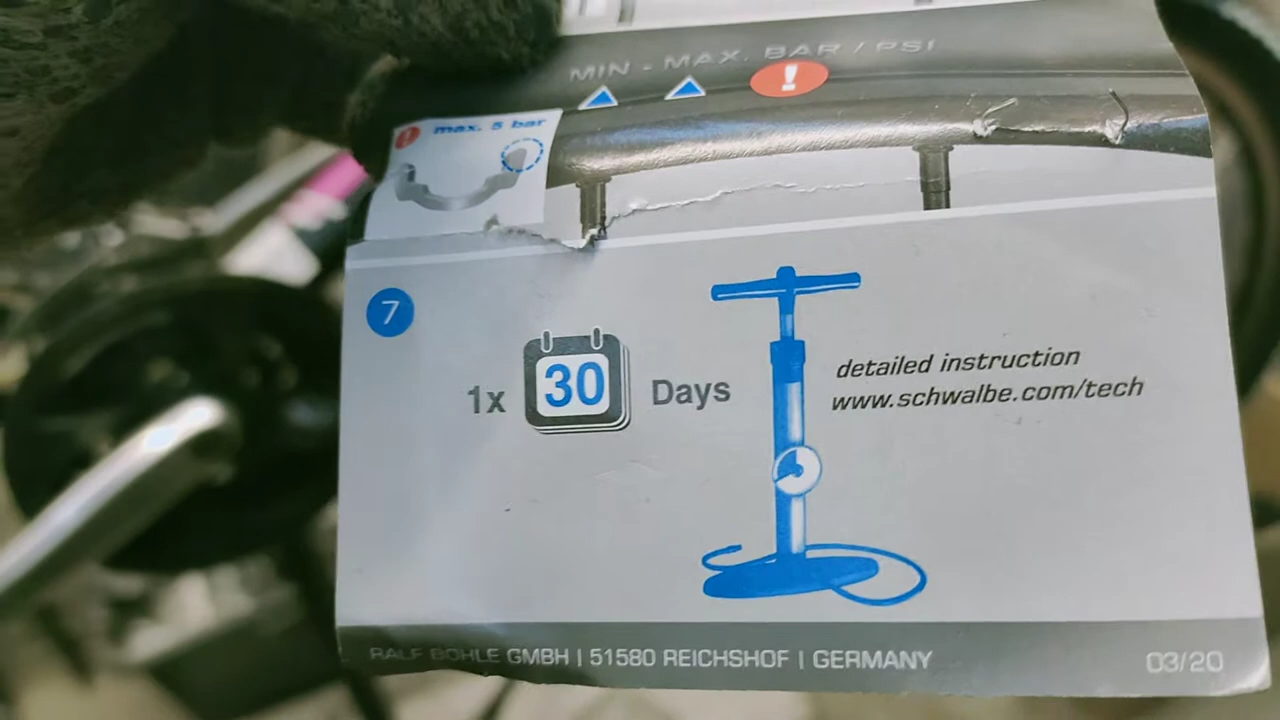 MIN - MAX. BAR / PSI
!
! max. 5 bar
7
1x 30 Days
detailed instruction
www.schwalbe.com/tech
RALF BOHLE GMBH | 51580 REICHSHOF | GERMANY
03/20